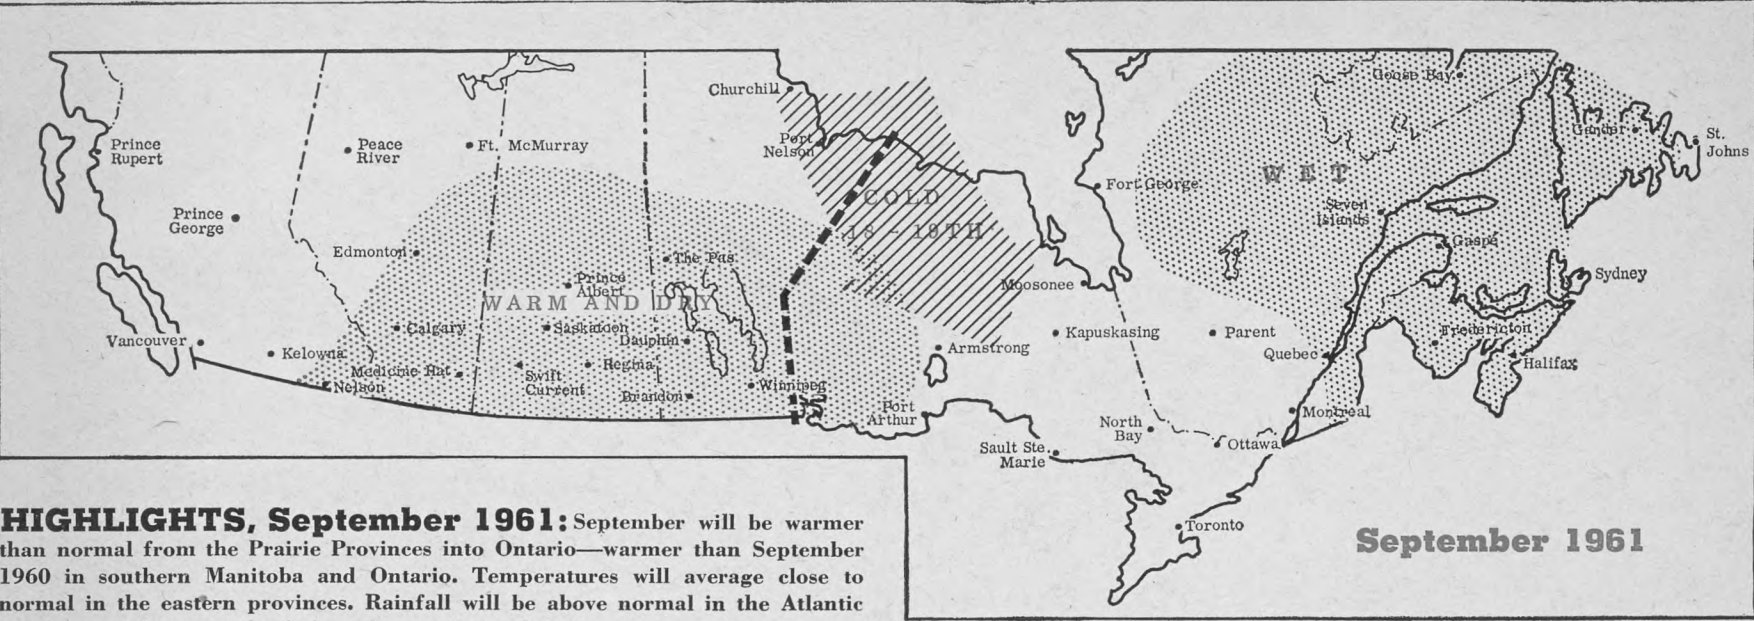 Churchill
Goose Bay
Port
Nelson
Gander
St.
Johns
Prince
Rupert
Peace
River
Ft. McMurray
WET
Fort George
COLD
18 - 19TH
Seven
Islands
Prince
George
Gaspé
Edmonton
The Pas
Sydney
Prince
Albert
Moosonee
WARM AND DRY
Calgary
Saskatoon
Dauphin
Vancouver
Kelowna
Armstrong
Kapuskasing
Parent
Quebec
Fredericton
Halifax
Medicine Hat
Swift
Current
Regina
Nelson
Brandon
Winnipeg
Port
Arthur
Montreal
North
Bay
Ottawa
Sault Ste.
Marie
Toronto
September 1961
HIGHLIGHTS, September 1961: September will be warmer
than normal from the Prairie Provinces into Ontario—warmer than September
1960 in southern Manitoba and Ontario. Temperatures will average close to
normal in the eastern provinces. Rainfall will be above normal in the Atlantic